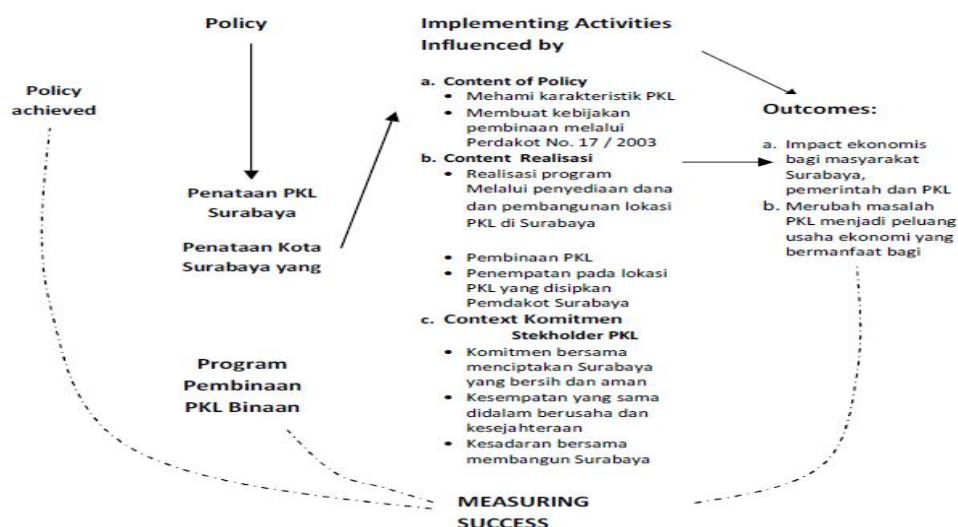 Policy
Policy
achieved
Penataan PKL
Surabaya
Penataan Kota
Surabaya yang
Program
Pembinaan
PKL Binaan
Implementing Activities
Influenced by
a. Content of Policy
• Mehami karakteristik PKL
• Membuat kebijakan
pembinaan melalui
Perdakot No. 17 / 2003
b. Content Realisasi
• Realisasi program
Melalui penyediaan dana
dan pembangunan lokasi
PKL di Surabaya
• Pembinaan PKL
• Penempatan pada lokasi
PKL yang disipkan
Pemdakot Surabaya
c. Context Komitmen
Stekholder PKL
• Komitmen bersama
menciptakan Surabaya
yang bersih dan aman
• Kesempatan yang sama
didalam berusaha dan
kesejahteraan
• Kesadaran bersama
membangun Surabaya
Outcomes:
a. Impact ekonomis
bagi masyarakat
Surabaya,
pemerintah dan PKL
b. Merubah masalah
PKL menjadi peluang
usaha ekonomi yang
bermanfaat bagi
MEASURING
SUCCESS